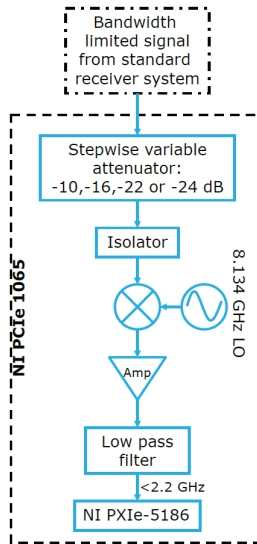 Bandwidth
limited signal
from standard
receiver system
Stepwise variable
attenuator:
-10,-16,-22 or -24 dB
Isolator
8.134 GHz LO
NI PCIe 1065
Amp
Low pass
filter
<2.2 GHz
NI PXIe-5186